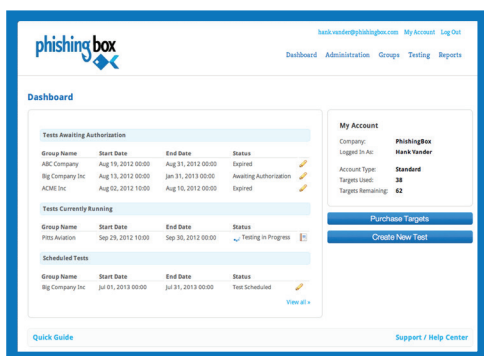 hank.vander@phishingbox.com My Account Log Out
phishing box
Dashboard Administration Groups Testing Reports
Dashboard
Tests Awaiting Authorization
Group Name Start Date End Date Status
ABC Company Aug 19, 2012 00:00 Aug 31, 2012 00:00 Expired
Big Company Inc Aug 13, 2012 00:00 Jan 31, 2013 00:00 Awaiting Authorization
ACME Inc Aug 02, 2012 10:00 Aug 10, 2012 00:00 Expired
Tests Currently Running
Group Name Start Date End Date Status
Pitts Aviation Sep 29, 2012 10:00 Sep 30, 2012 00:00 Testing in Progress
Scheduled Tests
Group Name Start Date End Date Status
Big Company Inc Jul 01, 2013 00:00 Jul 31, 2013 00:00 Test Scheduled
View all »
My Account
Company: PhishingBox
Logged In As: Hank Vander
Account Type: Standard
Targets Used: 38
Targets Remaining: 62
Purchase Targets
Create New Test
Quick Guide Support / Help Center